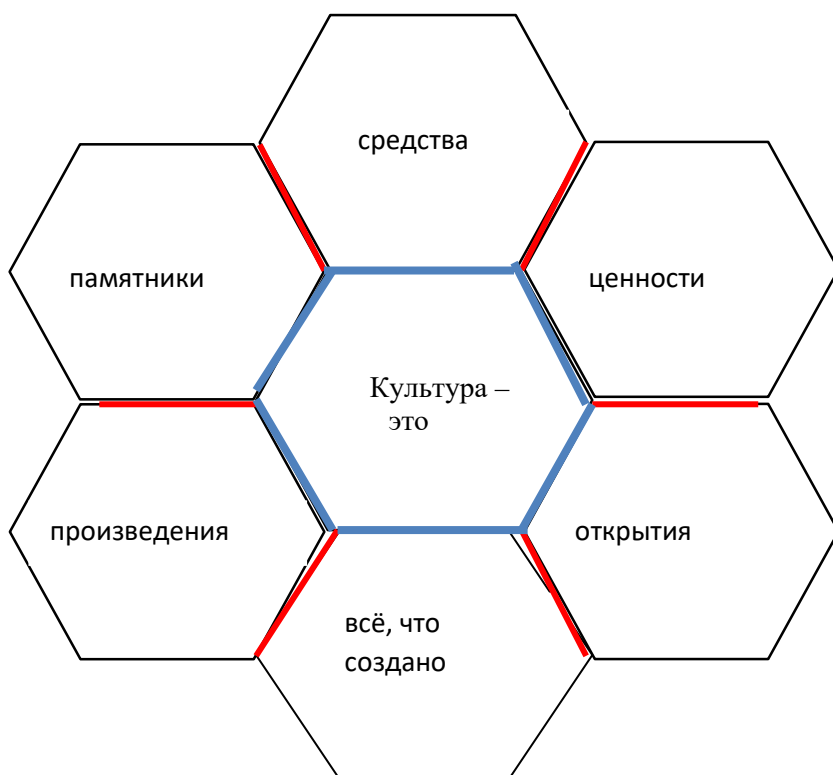 средства
памятники
ценности
Культура –
это
произведения
открытия
всё, что
создано